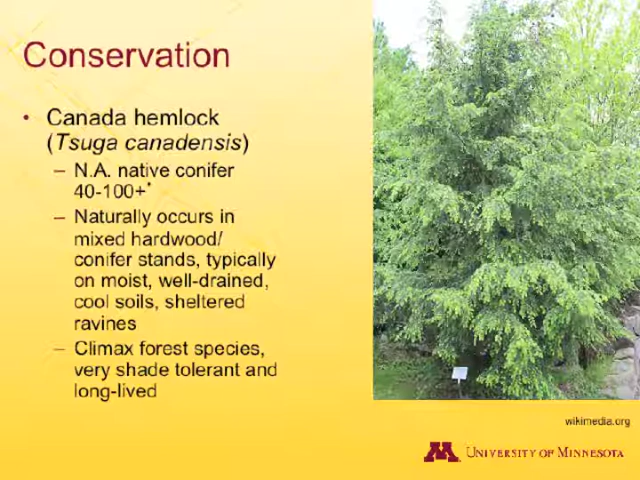 Conservation
• Canada hemlock
(Tsuga canadensis)
– N.A. native conifer
40-100+*
– Naturally occurs in
mixed hardwood/
conifer stands, typically
on moist, well-drained,
cool soils, sheltered
ravines
– Climax forest species,
very shade tolerant and
long-lived
wikimedia.org
M University of Minnesota